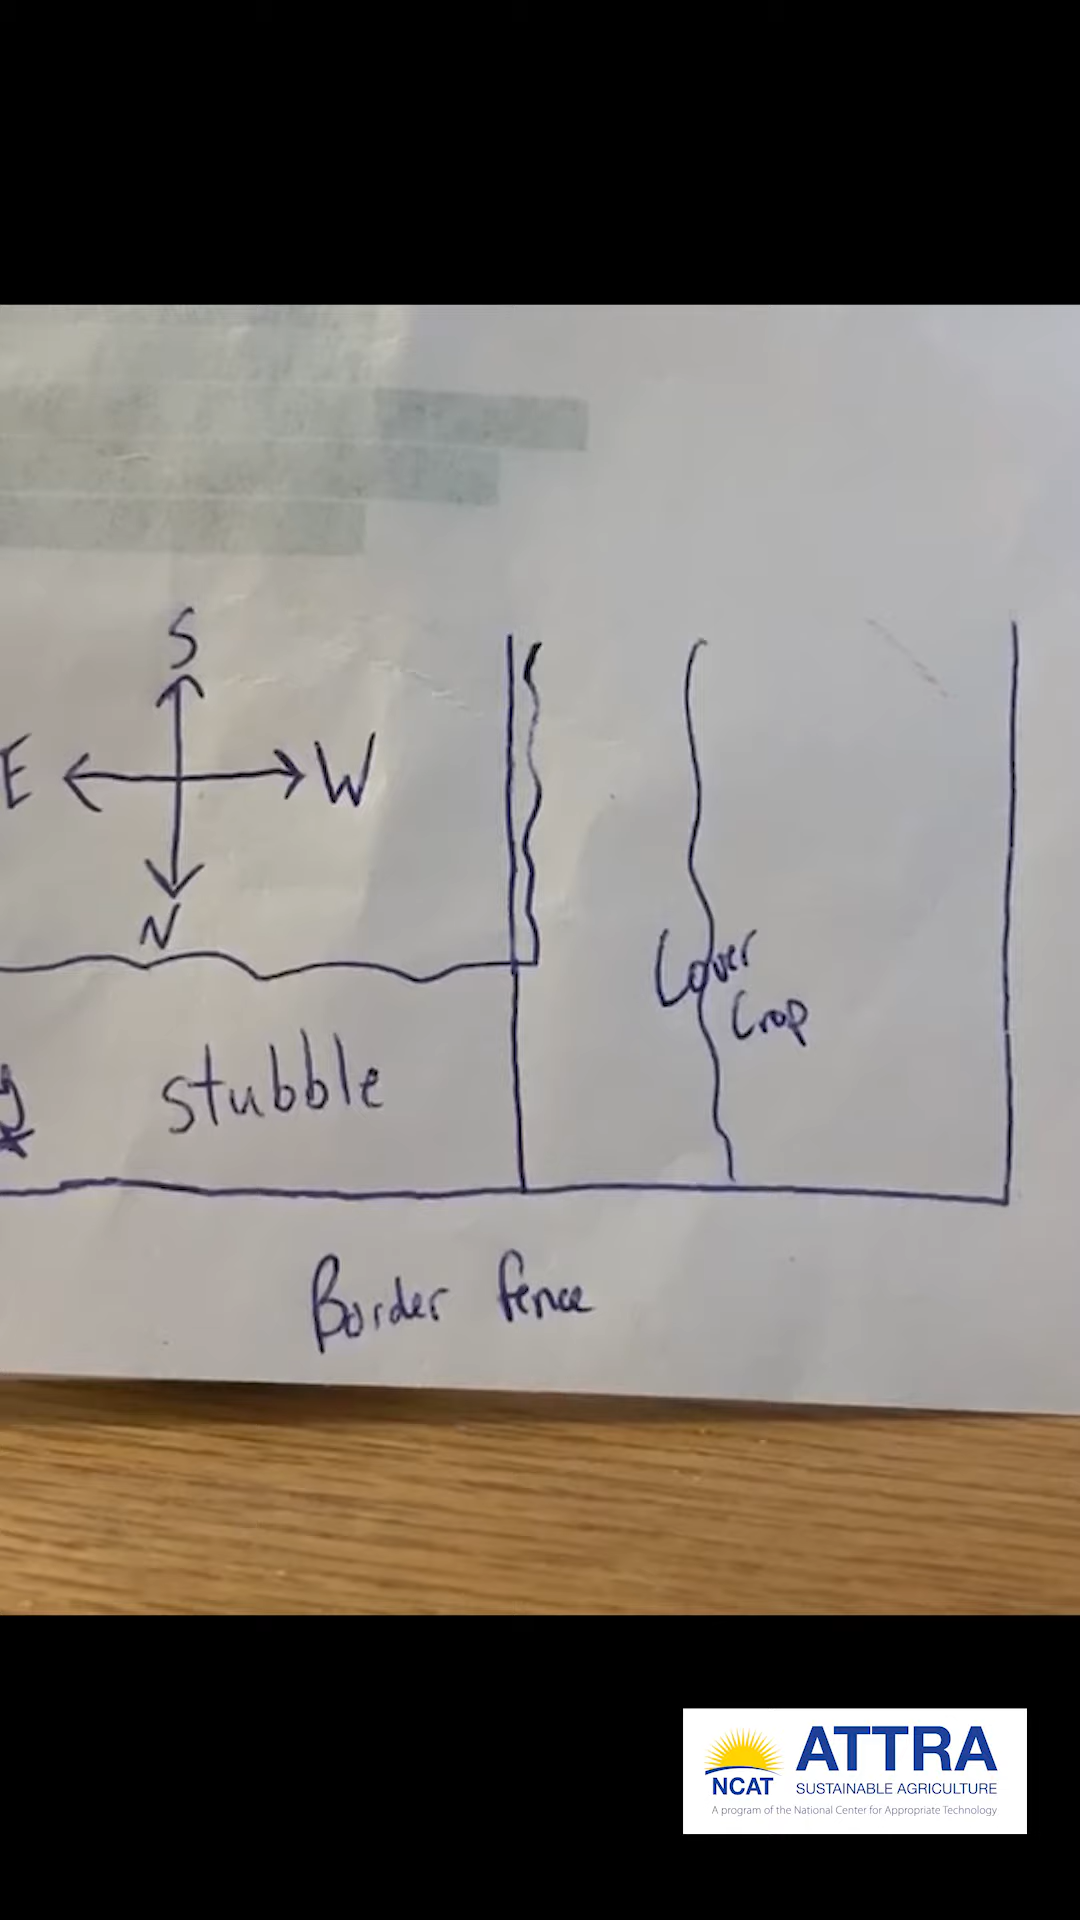 S
E W
N
Cover
Crop
stubble
Border fence
NCAT
ATTRA
SUSTAINABLE AGRICULTURE
A program of the National Center for Appropriate Technology